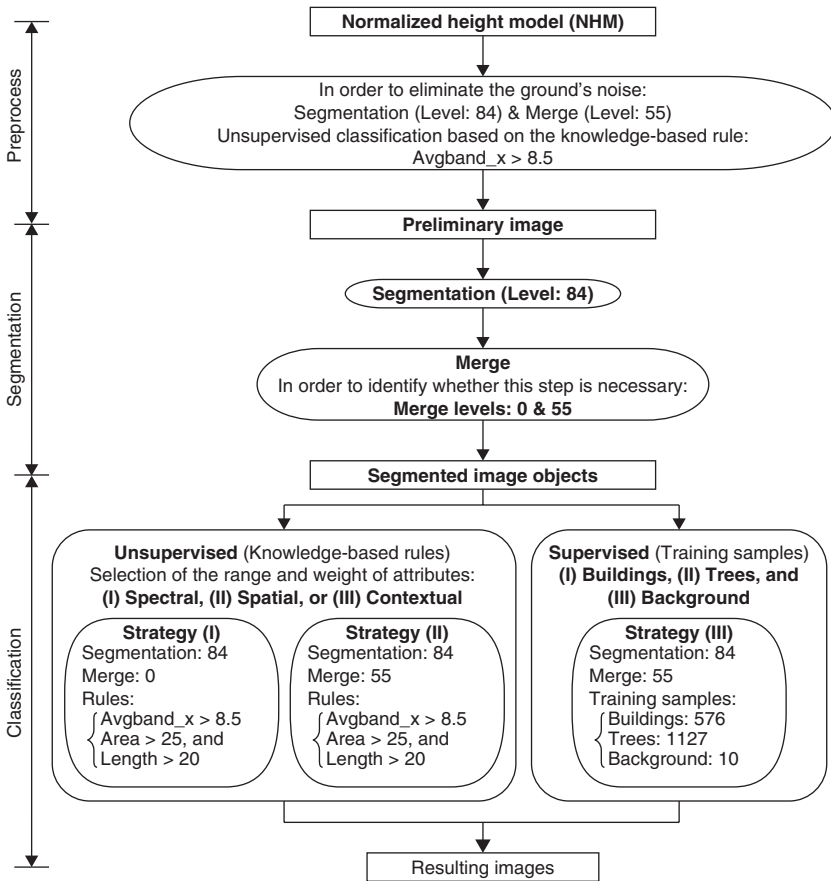 Normalized height model (NHM)
Preprocess
In order to eliminate the ground's noise:
Segmentation (Level: 84) & Merge (Level: 55)
Unsupervised classification based on the knowledge-based rule:
Avgband_x > 8.5
Preliminary image
Segmentation
Segmentation (Level: 84)
Merge
In order to identify whether this step is necessary:
Merge levels: 0 & 55
Segmented image objects
Classification
Unsupervised (Knowledge-based rules)
Selection of the range and weight of attributes:
(I) Spectral, (II) Spatial, or (III) Contextual
Strategy (I)
Segmentation: 84
Merge: 0
Rules:
Avgband_x > 8.5
Area > 25, and
Length > 20
Strategy (II)
Segmentation: 84
Merge: 55
Rules:
Avgband_x > 8.5
Area > 25, and
Length > 20
Supervised (Training samples)
(I) Buildings, (II) Trees, and
(III) Background
Strategy (III)
Segmentation: 84
Merge: 55
Training samples:
Buildings: 576
Trees: 1127
Background: 10
Resulting images